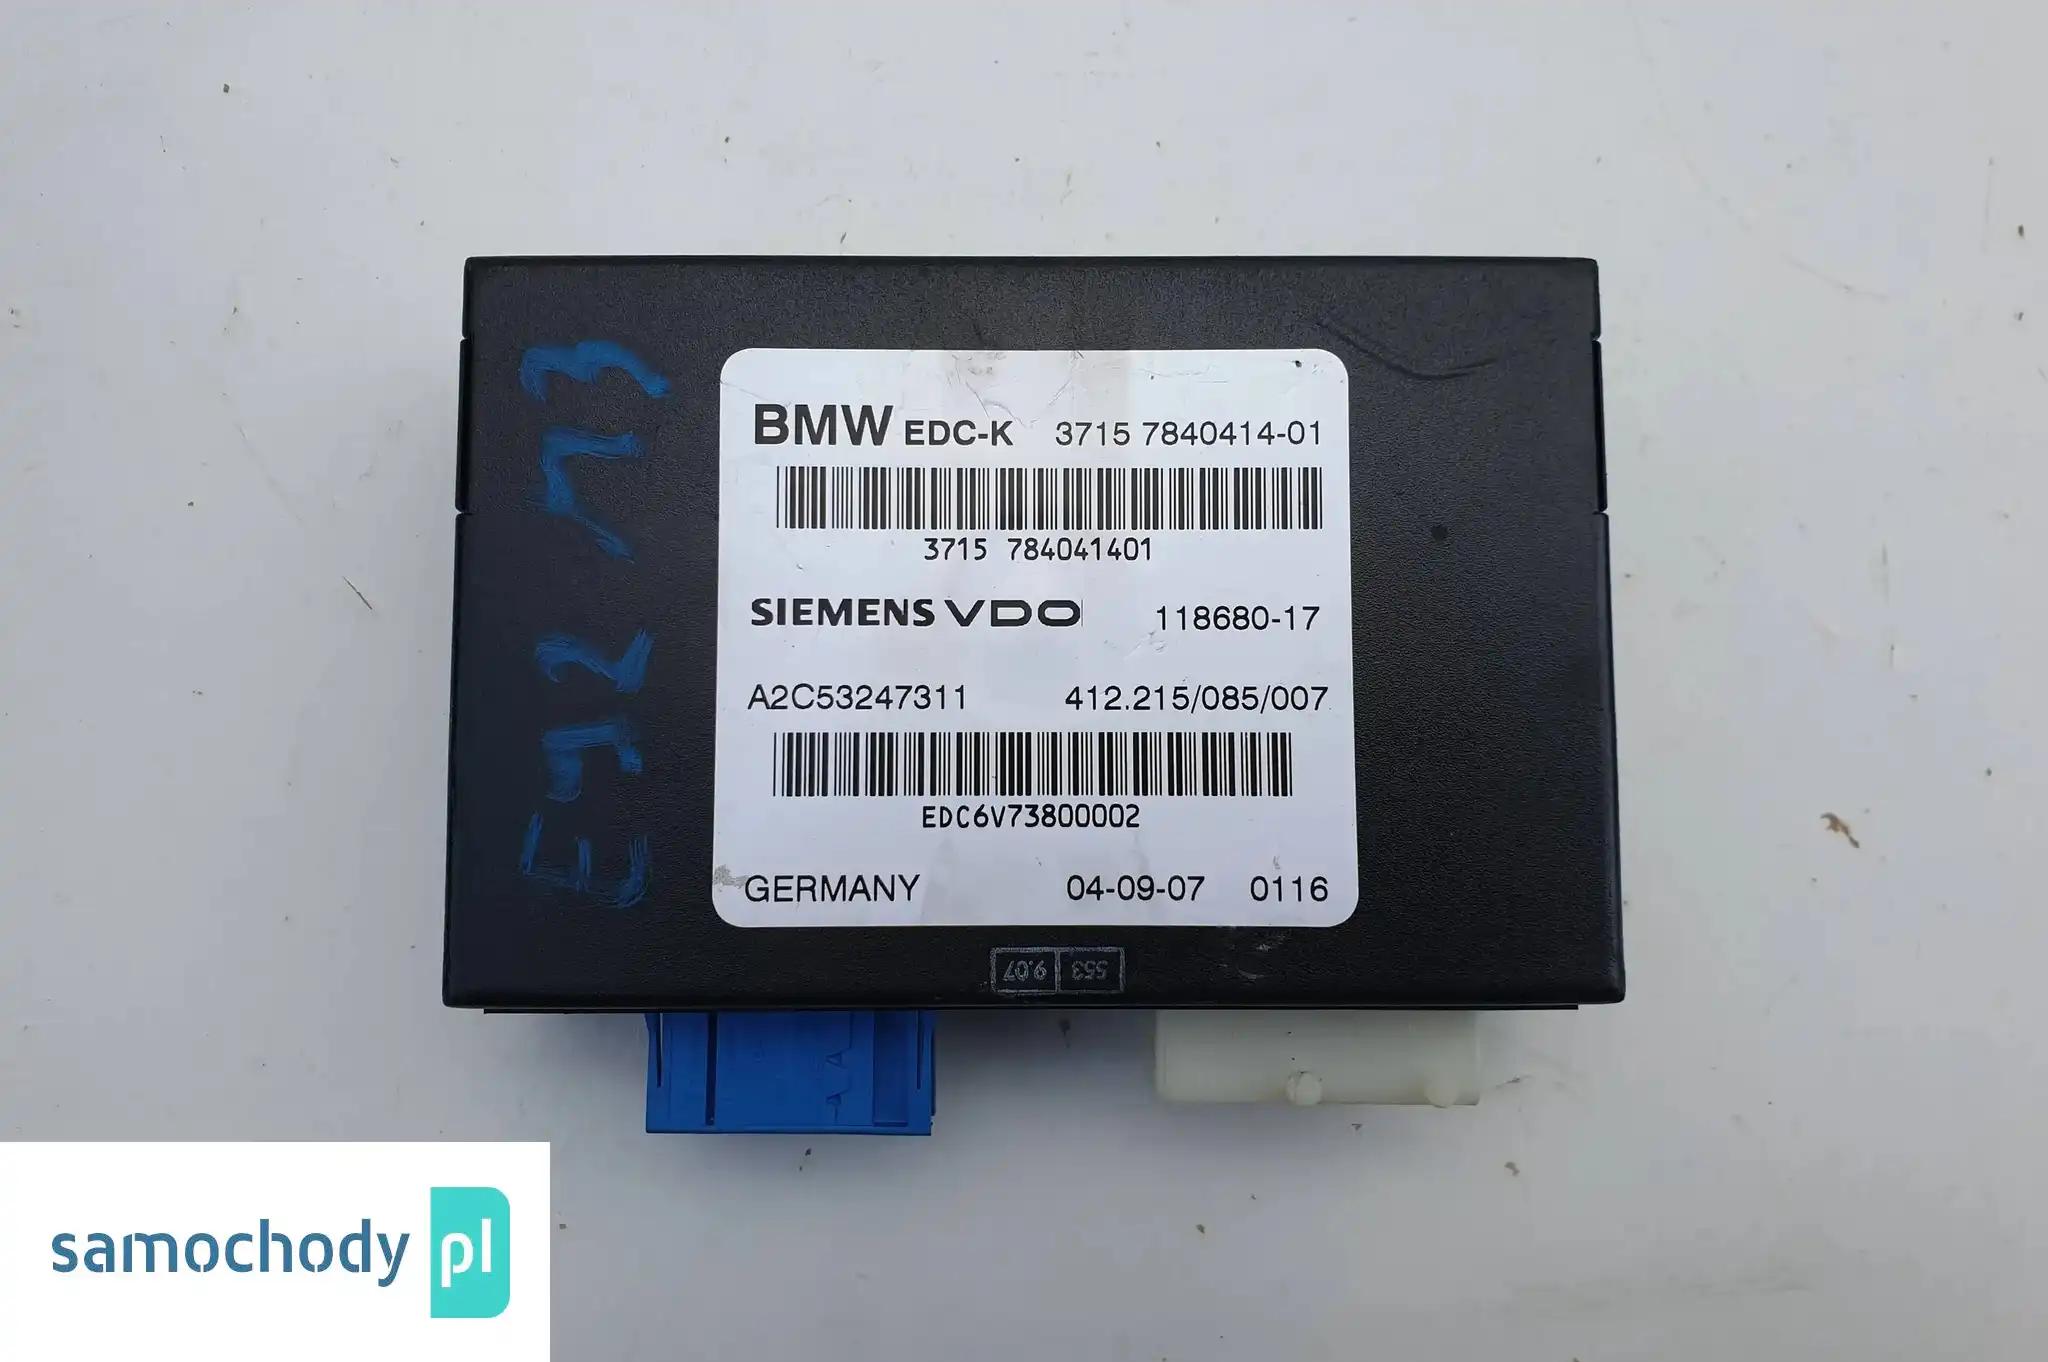 BMW EDC-K 3715 7840414-01
3715 784041401
SIEMENS VDO 118680-17
A2C53247311 412.215/085/007
EDC6V73800002
GERMANY 04-09-07 0116
553 9.07
E92 M3
samochody pl